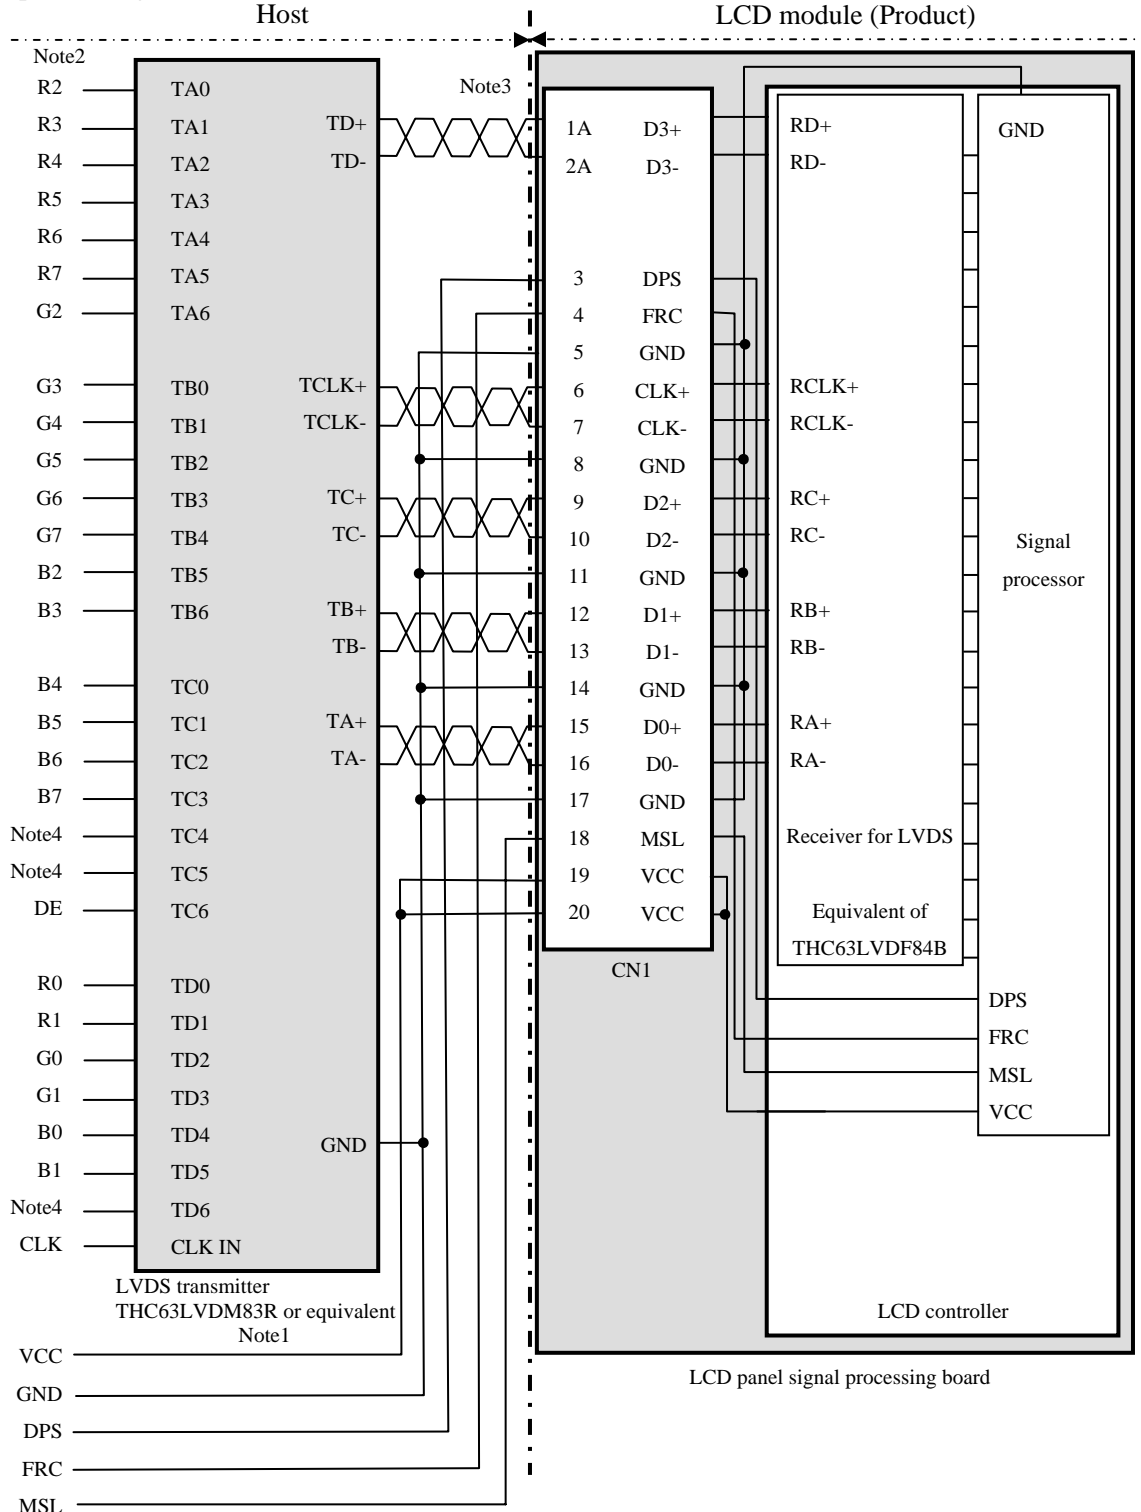 Host
LCD module (Product)
Note2
R2
R3
R4
R5
R6
R7
G2
G3
G4
G5
G6
G7
B2
B3
B4
B5
B6
B7
Note4
Note4
DE
R0
R1
G0
G1
B0
B1
Note4
CLK
TA0
TA1
TA2
TA3
TA4
TA5
TA6
TB0
TB1
TB2
TB3
TB4
TB5
TB6
TC0
TC1
TC2
TC3
TC4
TC5
TC6
TD0
TD1
TD2
TD3
TD4
TD5
TD6
CLK IN
TD+
TD-
TCLK+
TCLK-
TC+
TC-
TB+
TB-
TA+
TA-
GND
LVDS transmitter
THC63LVDM83R or equivalent
Note1
VCC
GND
DPS
FRC
MSL
Note3
1A D3+
2A D3-
3 DPS
4 FRC
5 GND
6 CLK+
7 CLK-
8 GND
9 D2+
10 D2-
11 GND
12 D1+
13 D1-
14 GND
15 D0+
16 D0-
17 GND
18 MSL
19 VCC
20 VCC
CN1
RD+
RD-
RCLK+
RCLK-
RC+
RC-
RB+
RB-
RA+
RA-
Receiver for LVDS
Equivalent of
THC63LVDF84B
GND
Signal
processor
DPS
FRC
MSL
VCC
LCD controller
LCD panel signal processing board